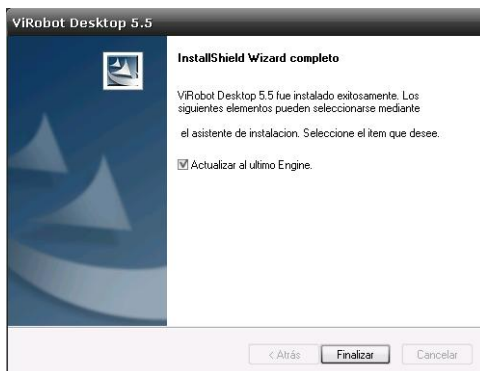 ViRobot Desktop 5.5
InstallShield Wizard completo
ViRobot Desktop 5.5 fue instalado exitosamente. Los
siguientes elementos pueden seleccionarse mediante
el asistente de instalacion. Seleccione el item que desee.
Actualizar al ultimo Engine.
< Atrás
Finalizar
Cancelar